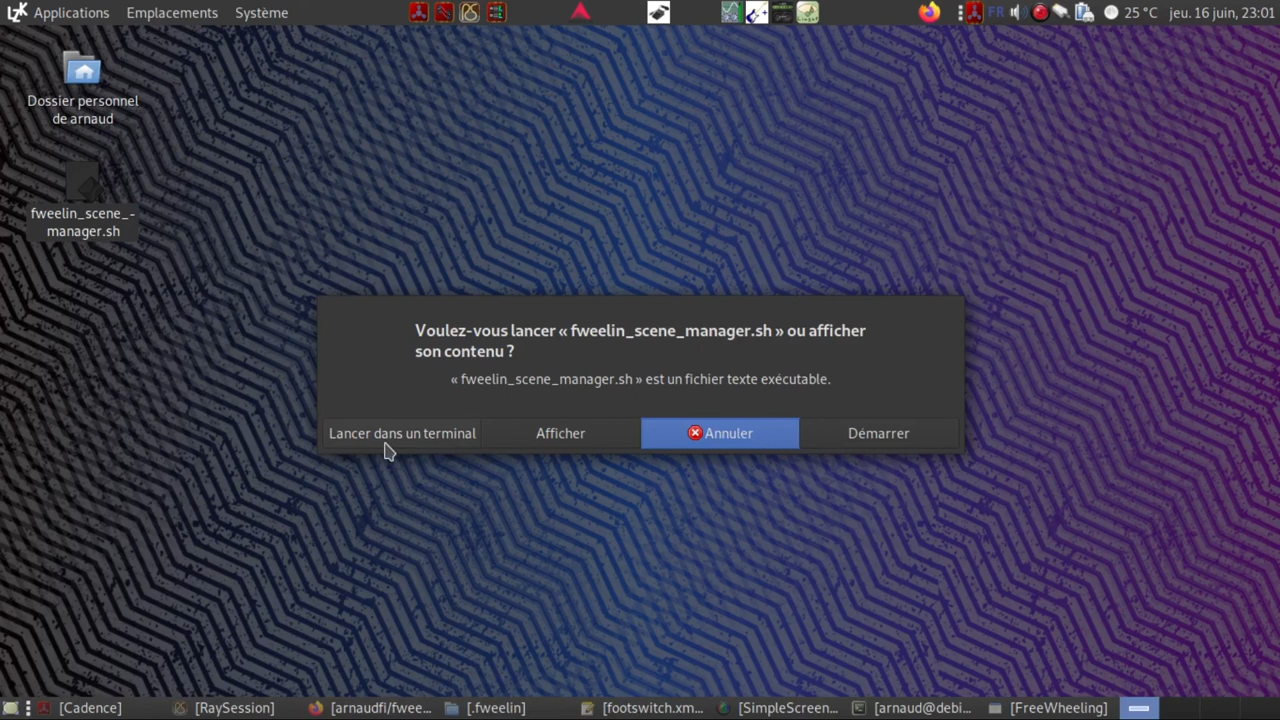 Applications Emplacements Système FR 25 °C jeu. 16 juin, 23:01
Dossier personnel
de arnaud
fweelin_scene_-
manager.sh
Voulez-vous lancer « fweelin_scene_manager.sh » ou afficher
son contenu ?
« fweelin_scene_manager.sh » est un fichier texte exécutable.
Lancer dans un terminal Afficher Annuler Démarrer
[Cadence] [RaySession] [arnaudfi/fwee... [.fweelin] [footswitch.xm... [SimpleScreen... [arnaud@debi... [FreeWheeling]